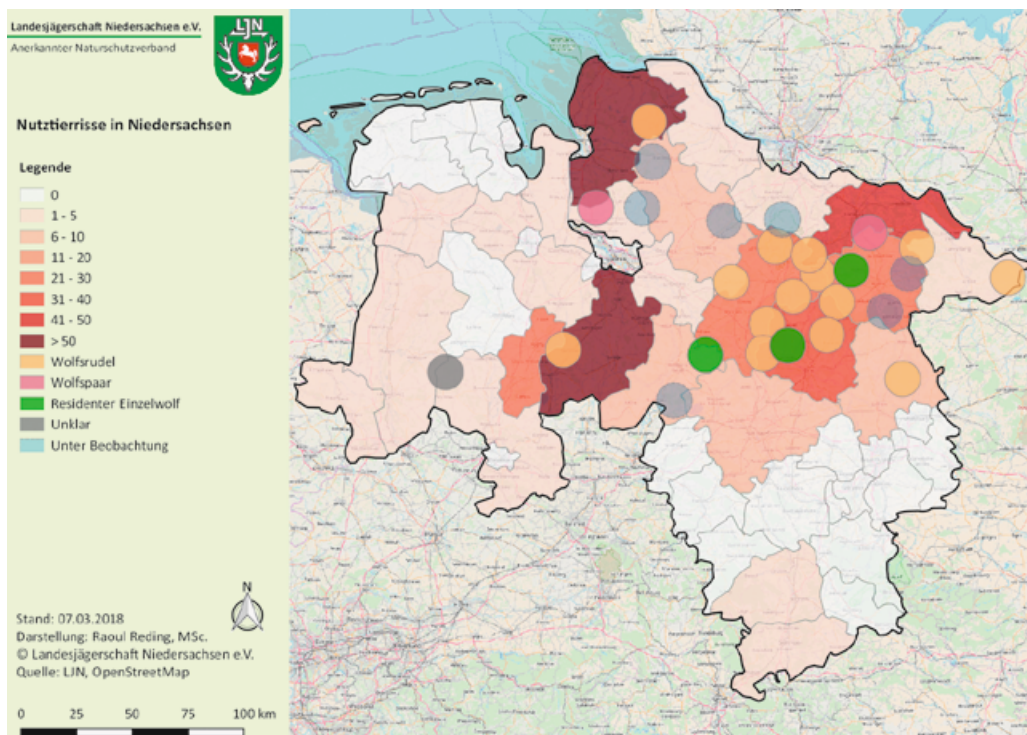 Landesjägerschaft Niedersachsen e.V.
Anerkannter Naturschutzverband
LJN
Nutztierrisse in Niedersachsen
Legende
0
1 - 5
6 - 10
11 - 20
21 - 30
31 - 40
41 - 50
> 50
Wolfsrudel
Wolfspaar
Residenter Einzelwolf
Unklar
Unter Beobachtung
N
Stand: 07.03.2018
Darstellung: Raoul Reding, MSc.
© Landesjägerschaft Niedersachsen e.V.
Quelle: LJN, OpenStreetMap
0 25 50 75 100 km